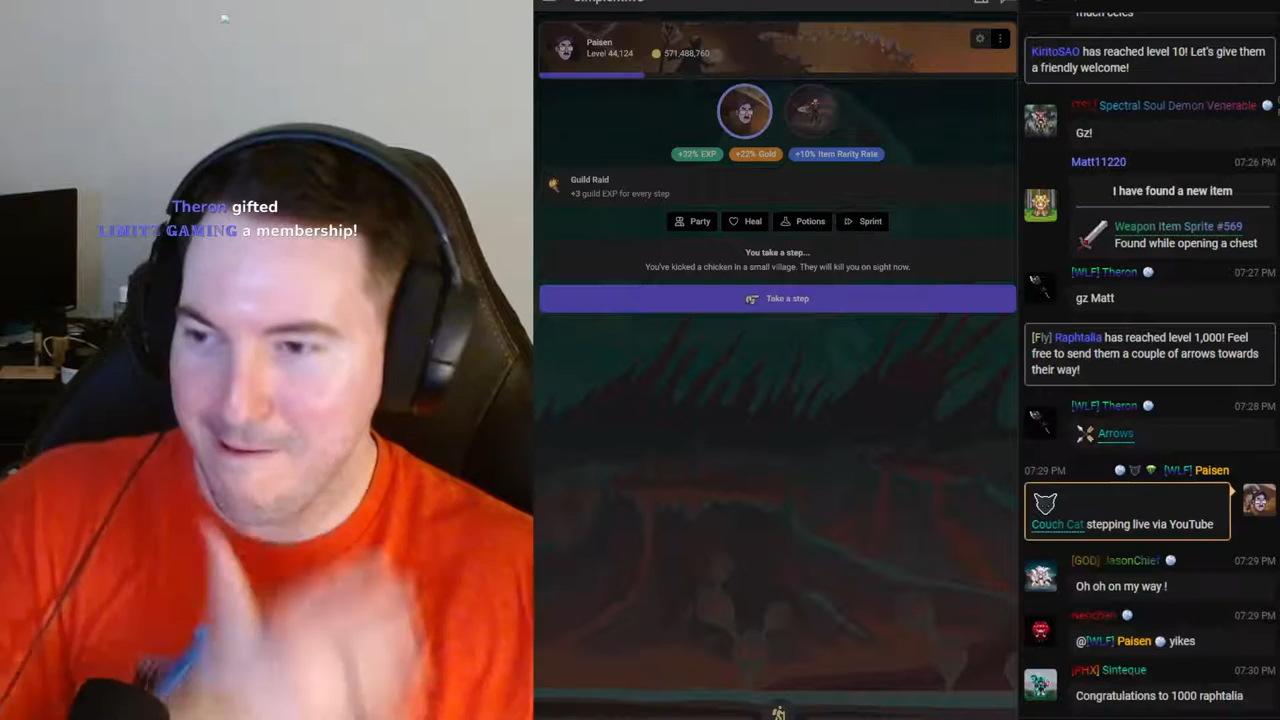 Theron gifted
LIMITZ GAMING a membership!
Paisen
Level 44,124
571,488,760
+22% Gold
+10% Item Rarity Rate
Guild Raid
+3 guild EXP for every step
Party
Heal
Potions
Sprint
You take a step...
You've kicked a chicken in a small village. They will kill you on sight now.
Take a step
KiritoSAO has reached level 10! Let's give them
a friendly welcome!
Spectral Soul Demon Venerable
Gz!
Matt11220
07:26 PM
I have found a new item
Weapon Item Sprite #569
Found while opening a chest
[WLF] Theron
07:27 PM
gz Matt
[Fly] Raphtalia has reached level 1,000! Feel
free to send them a couple of arrows towards
their way!
[WLF] Theron
07:28 PM
Arrows
07:29 PM
[WLF] Paisen
Couch Cat stepping live via YouTube
[GOD] JasonChief
07:29 PM
Oh oh on my way !
07:29 PM
@[WLF] Paisen yikes
[PHX] Sinteque
07:30 PM
Congratulations to 1000 raphtalia